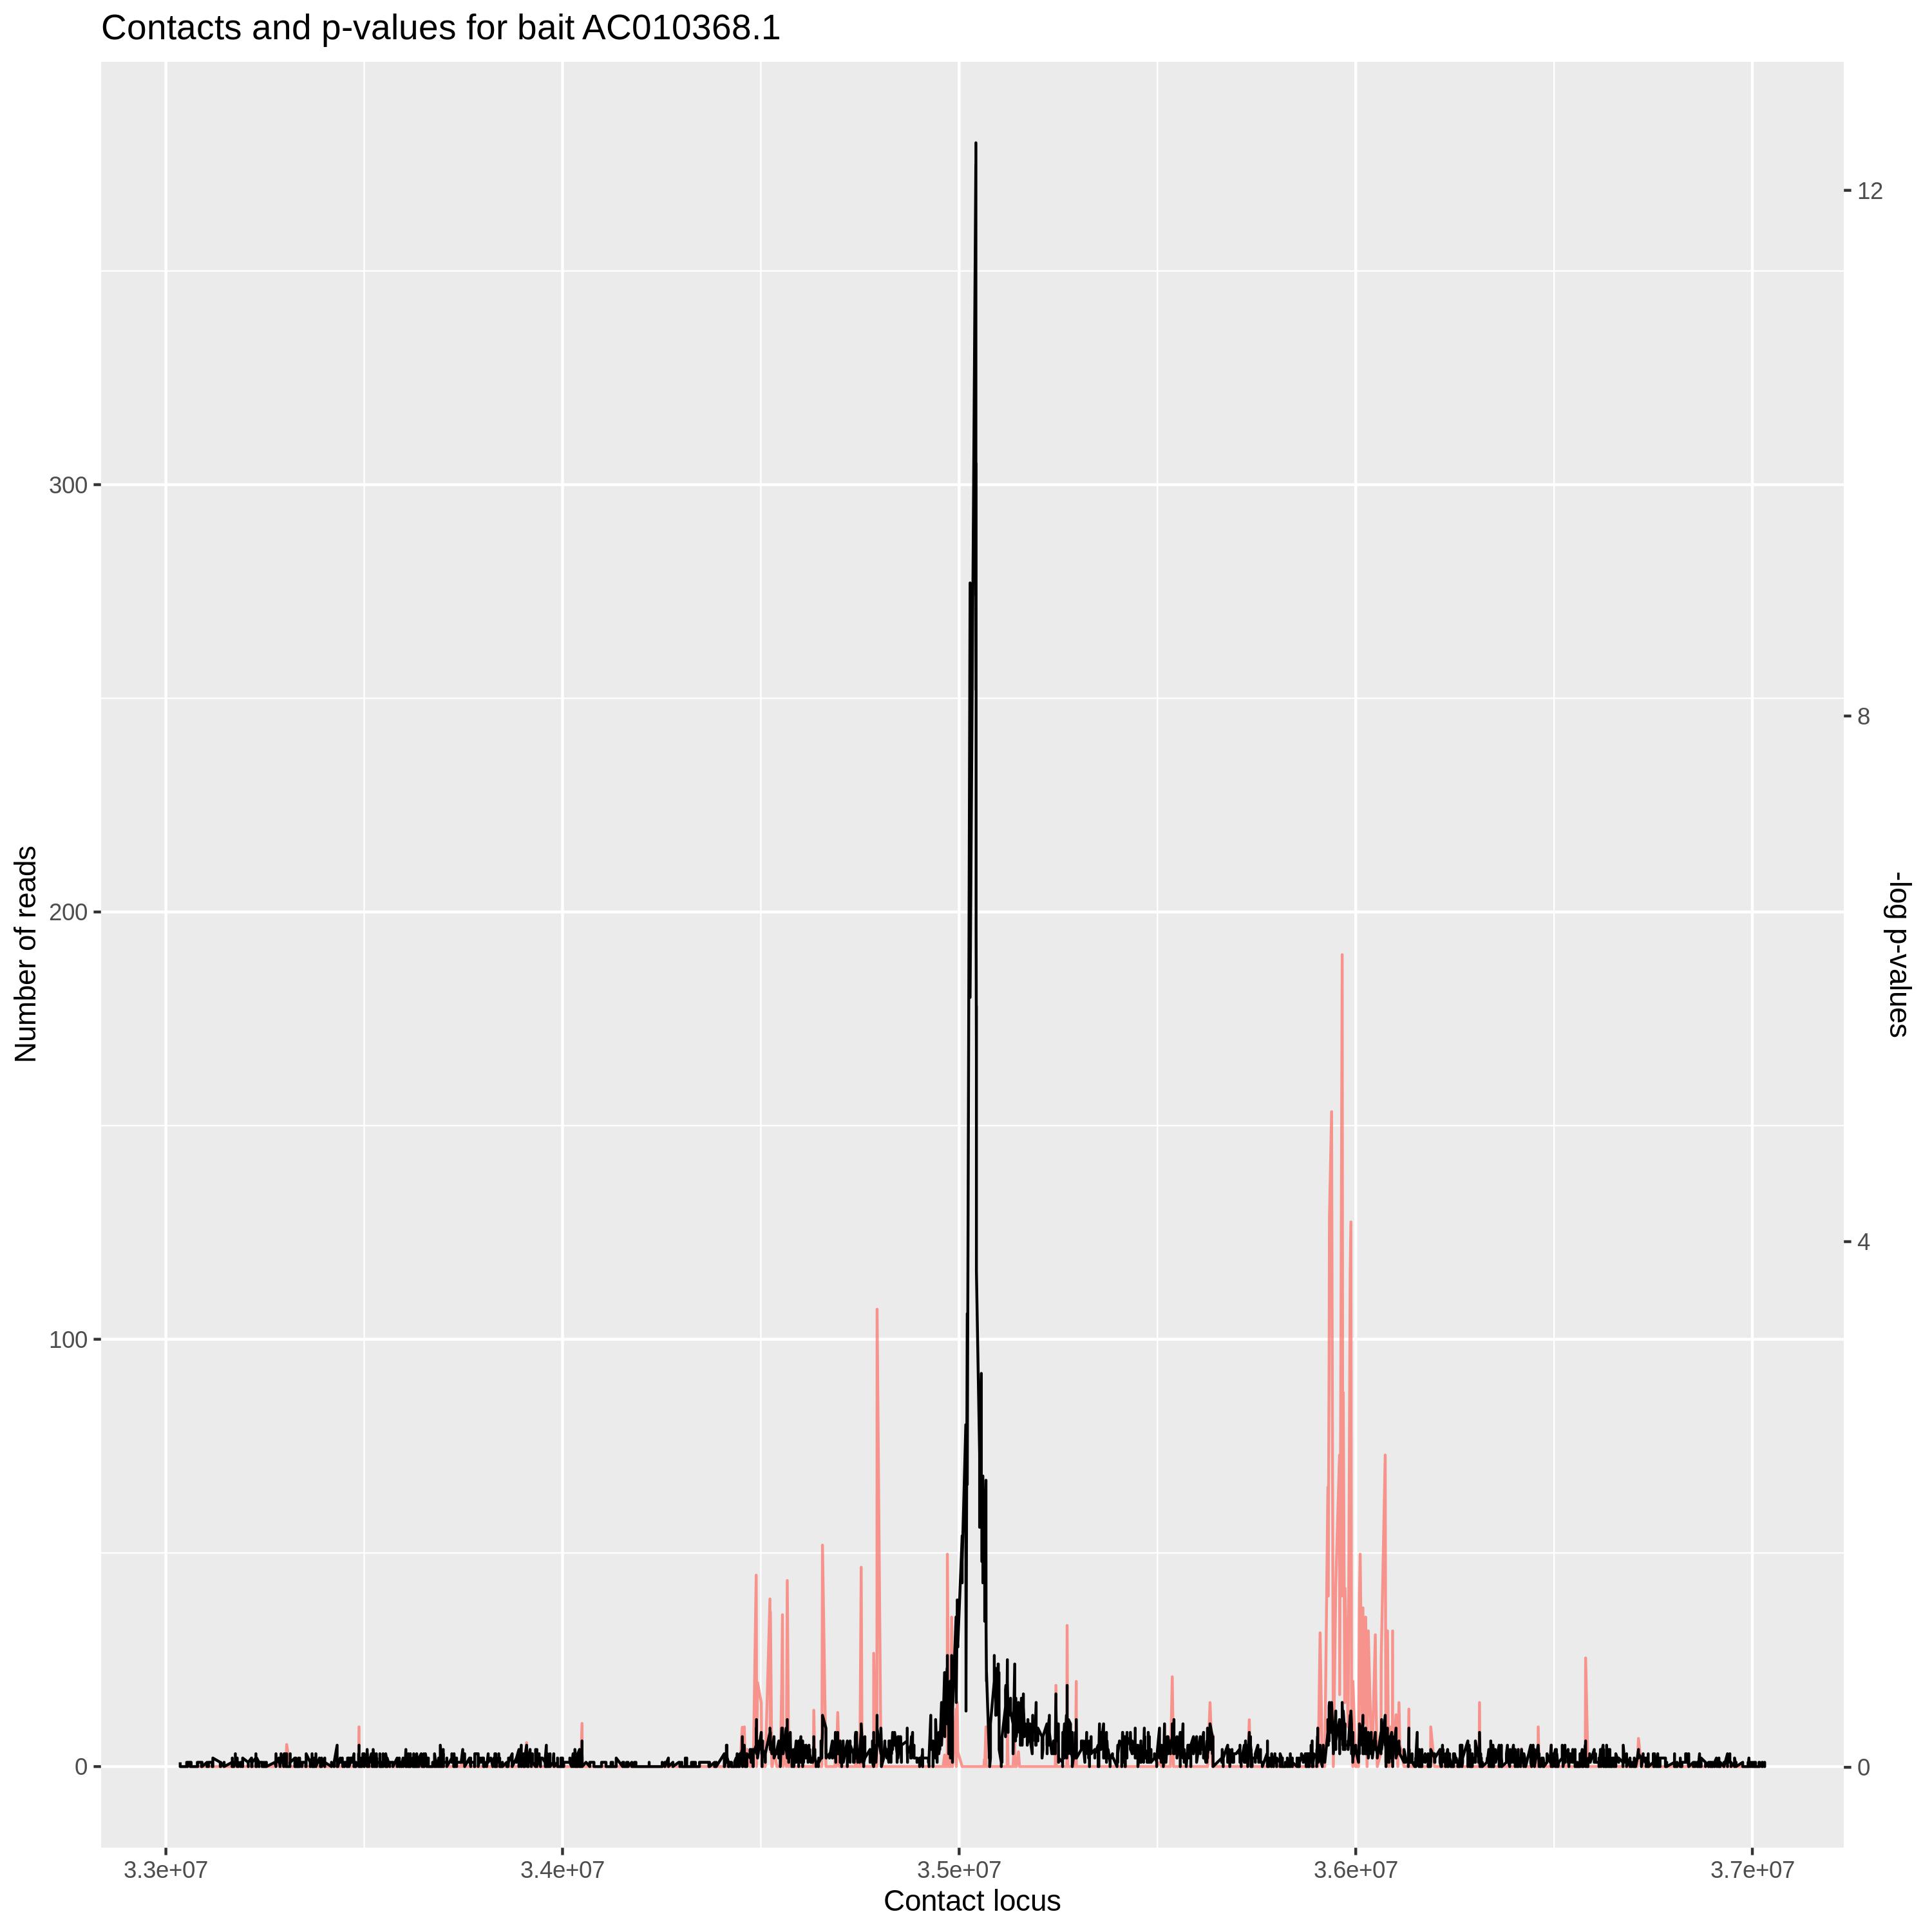 Contacts and p-values for bait AC010368.1
12
300
8
200
Number of reads
-log p-values
4
100
0
0
3.3e+07 3.4e+07 3.5e+07 3.6e+07 3.7e+07
Contact locus